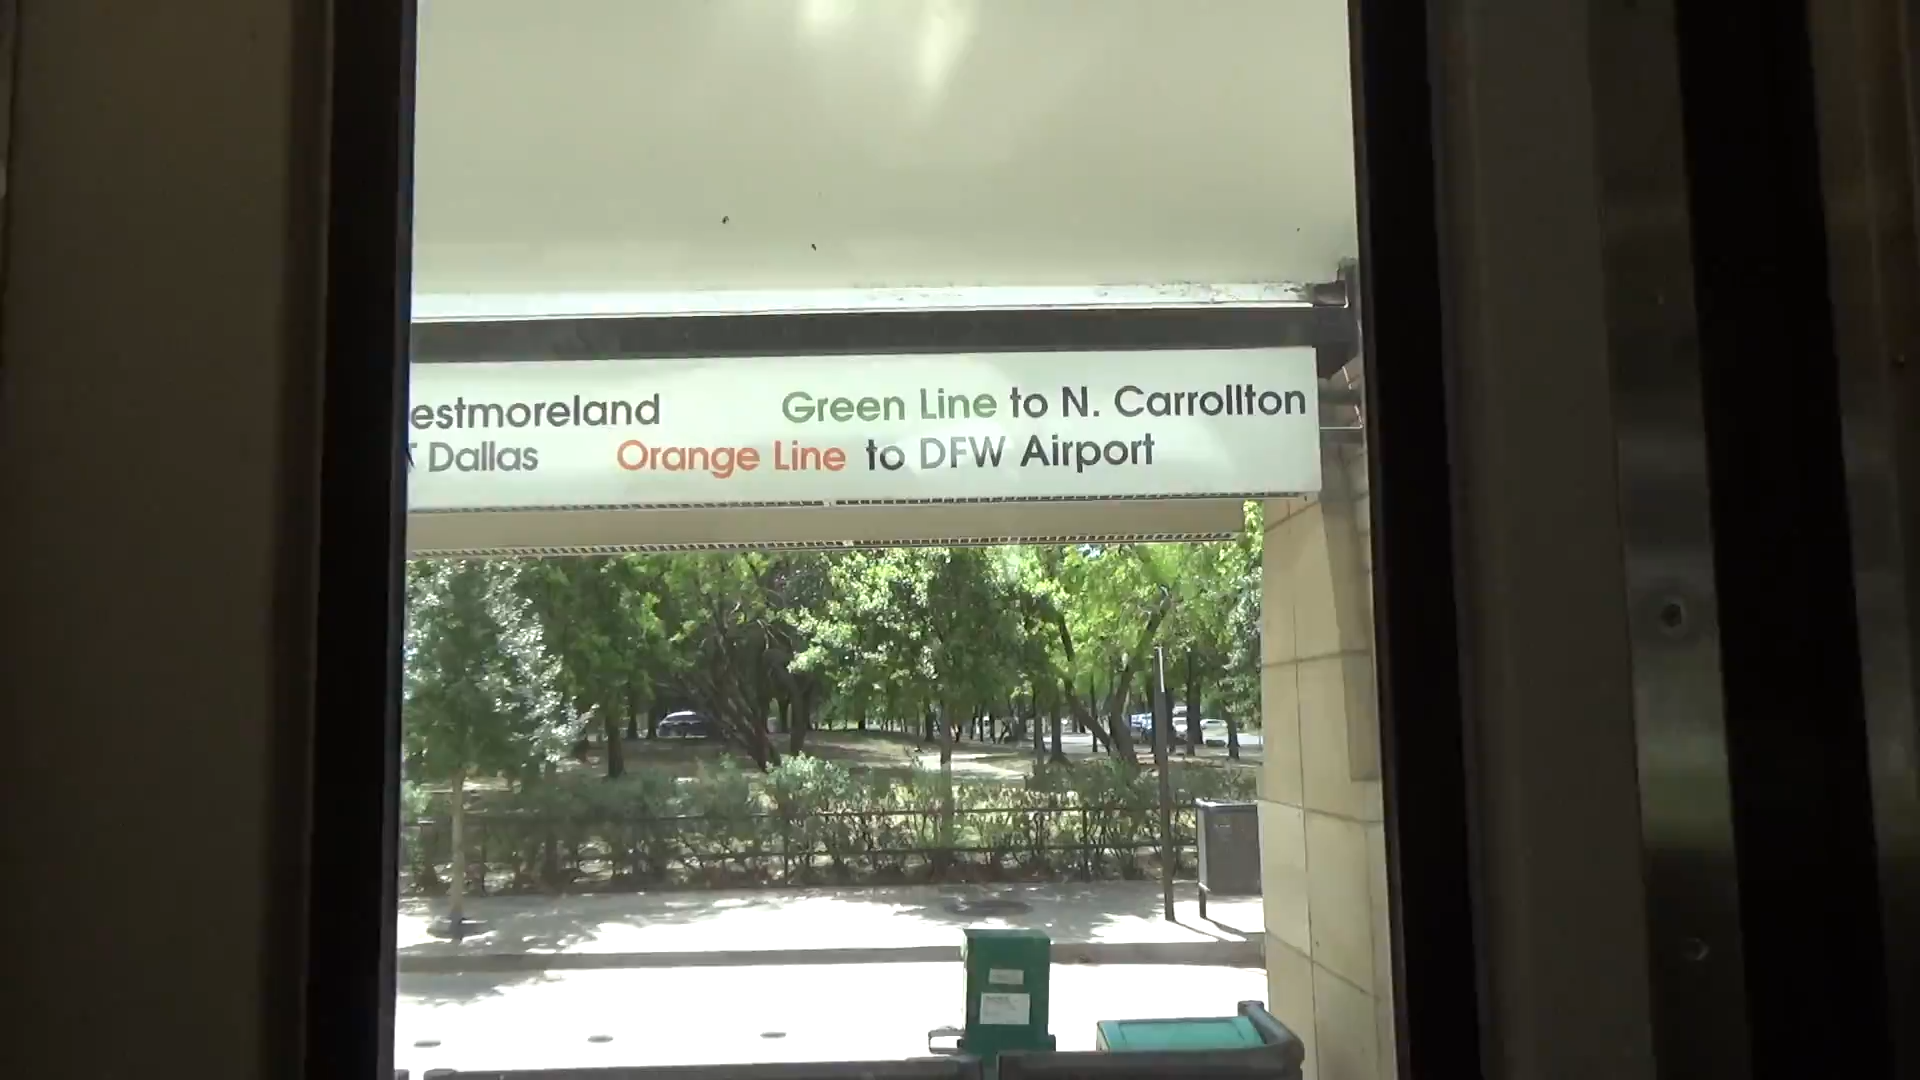 estmoreland Green Line to N. Carrollton
T Dallas Orange Line to DFW Airport